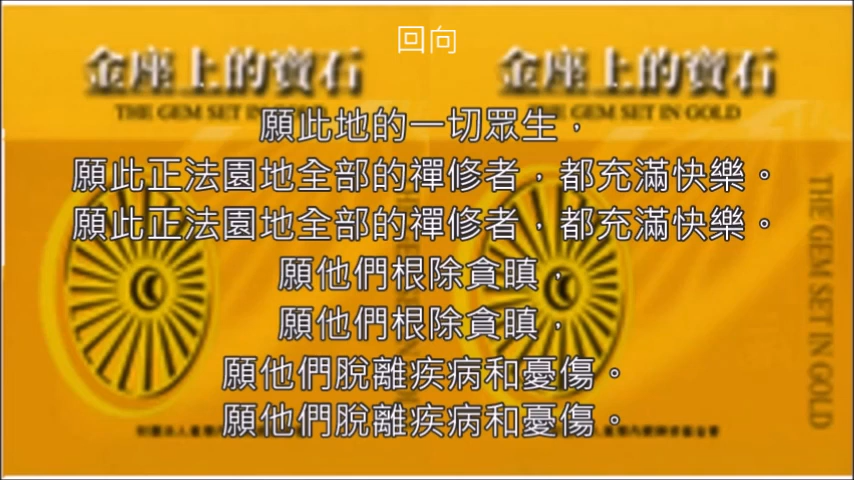 回向
金座上的寶石 金座上的寶石
THE GEM SET IN GOLD THE GEM SET IN GOLD
願此地的一切眾生，
願此正法園地全部的禪修者，都充滿快樂。
願此正法園地全部的禪修者，都充滿快樂。
願他們根除貪瞋，
願他們根除貪瞋，
願他們脫離疾病和憂傷。
願他們脫離疾病和憂傷。
THE GEM SET IN GOLD